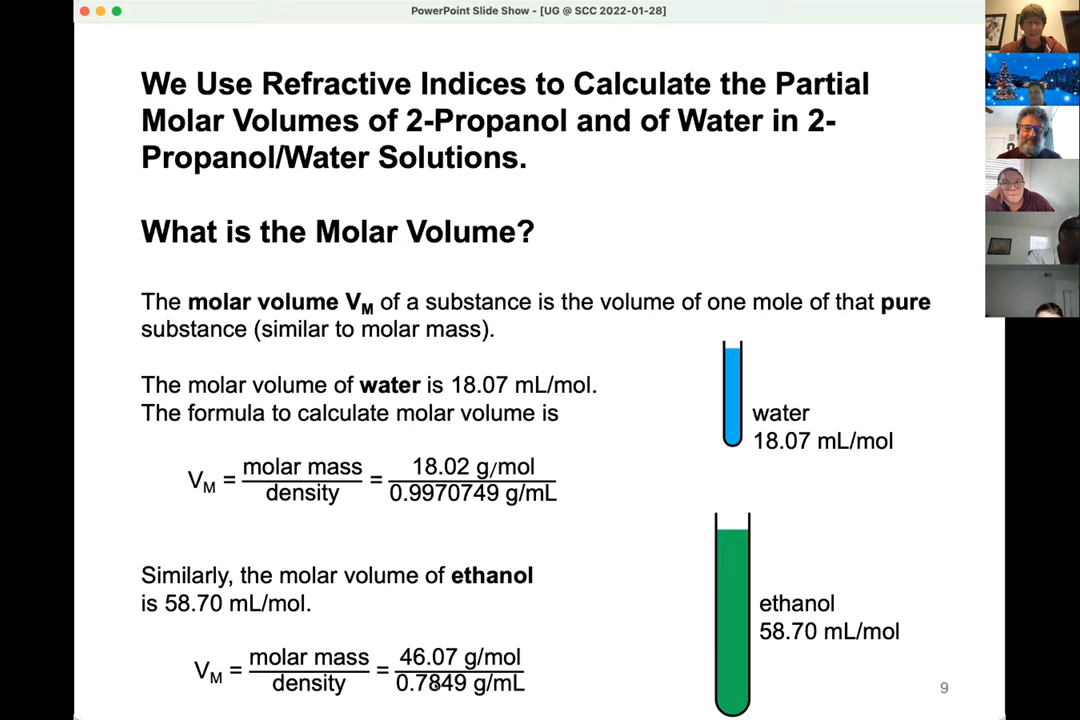 PowerPoint Slide Show - [UG @ SCC 2022-01-28]
We Use Refractive Indices to Calculate the Partial
Molar Volumes of 2-Propanol and of Water in 2-
Propanol/Water Solutions.
What is the Molar Volume?
The molar volume VM of a substance is the volume of one mole of that pure
substance (similar to molar mass).
The molar volume of water is 18.07 mL/mol.
The formula to calculate molar volume is
VM = molar mass / density = 18.02 g/mol / 0.9970749 g/mL
water
18.07 mL/mol
Similarly, the molar volume of ethanol
is 58.70 mL/mol.
VM = molar mass / density = 46.07 g/mol / 0.7849 g/mL
ethanol
58.70 mL/mol
9